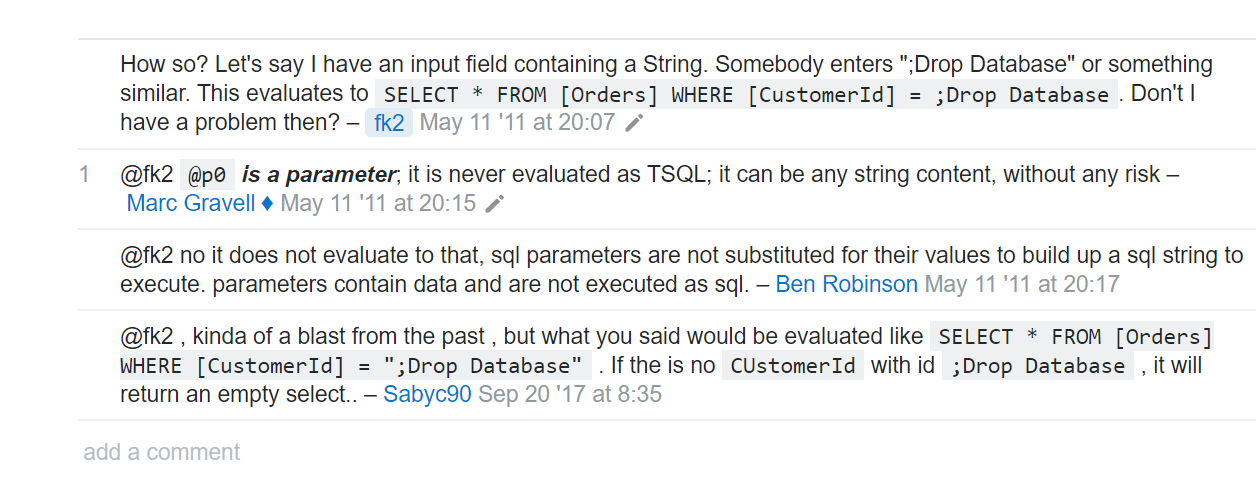 How so? Let's say I have an input field containing a String. Somebody enters ";Drop Database" or something
similar. This evaluates to SELECT * FROM [Orders] WHERE [CustomerId] = ;Drop Database . Don't I
have a problem then? – fk2 May 11 '11 at 20:07
1 @fk2 @p0 is a parameter; it is never evaluated as TSQL; it can be any string content, without any risk –
Marc Gravell ♦ May 11 '11 at 20:15
@fk2 no it does not evaluate to that, sql parameters are not substituted for their values to build up a sql string to
execute. parameters contain data and are not executed as sql. – Ben Robinson May 11 '11 at 20:17
@fk2 , kinda of a blast from the past , but what you said would be evaluated like SELECT * FROM [Orders]
WHERE [CustomerId] = ";Drop Database" . If the is no CUstomerId with id ;Drop Database , it will
return an empty select.. – Sabyc90 Sep 20 '17 at 8:35
add a comment